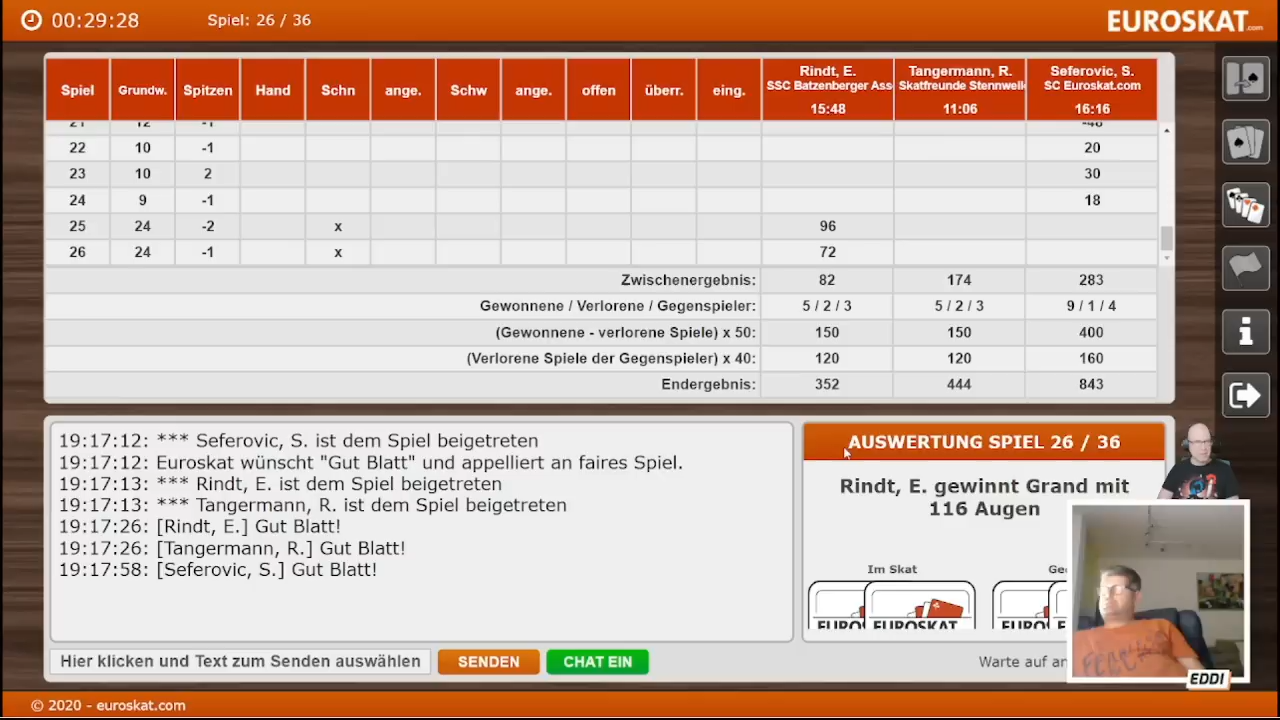 00:29:28 Spiel: 26 / 36 EUROSKAT.com
Spiel Grundw. Spitzen Hand Schn ange. Schw ange. offen überr. eing. Rindt, E. Tangermann, R. Seferovic, S.
SSC Batzenberger Ass Skatfreunde Stennweil SC Euroskat.com
15:48 11:06 16:16
21 12 -1 -48
22 10 -1 20
23 10 2 30
24 9 -1 18
25 24 -2 x 96
26 24 -1 x 72
Zwischenergebnis: 82 174 283
Gewonnene / Verlorene / Gegenspieler: 5 / 2 / 3 5 / 2 / 3 9 / 1 / 4
(Gewonnene - verlorene Spiele) x 50: 150 150 400
(Verlorene Spiele der Gegenspieler) x 40: 120 120 160
Endergebnis: 352 444 843
19:17:12: *** Seferovic, S. ist dem Spiel beigetreten
19:17:12: Euroskat wünscht "Gut Blatt" und appelliert an faires Spiel.
19:17:13: *** Rindt, E. ist dem Spiel beigetreten
19:17:13: *** Tangermann, R. ist dem Spiel beigetreten
19:17:26: [Rindt, E.] Gut Blatt!
19:17:26: [Tangermann, R.] Gut Blatt!
19:17:58: [Seferovic, S.] Gut Blatt!
AUSWERTUNG SPIEL 26 / 36
Rindt, E. gewinnt Grand mit
116 Augen
Im Skat
EUROSKAT
Hier klicken und Text zum Senden auswählen SENDEN CHAT EIN
Warte auf
EDDI
© 2020 - euroskat.com